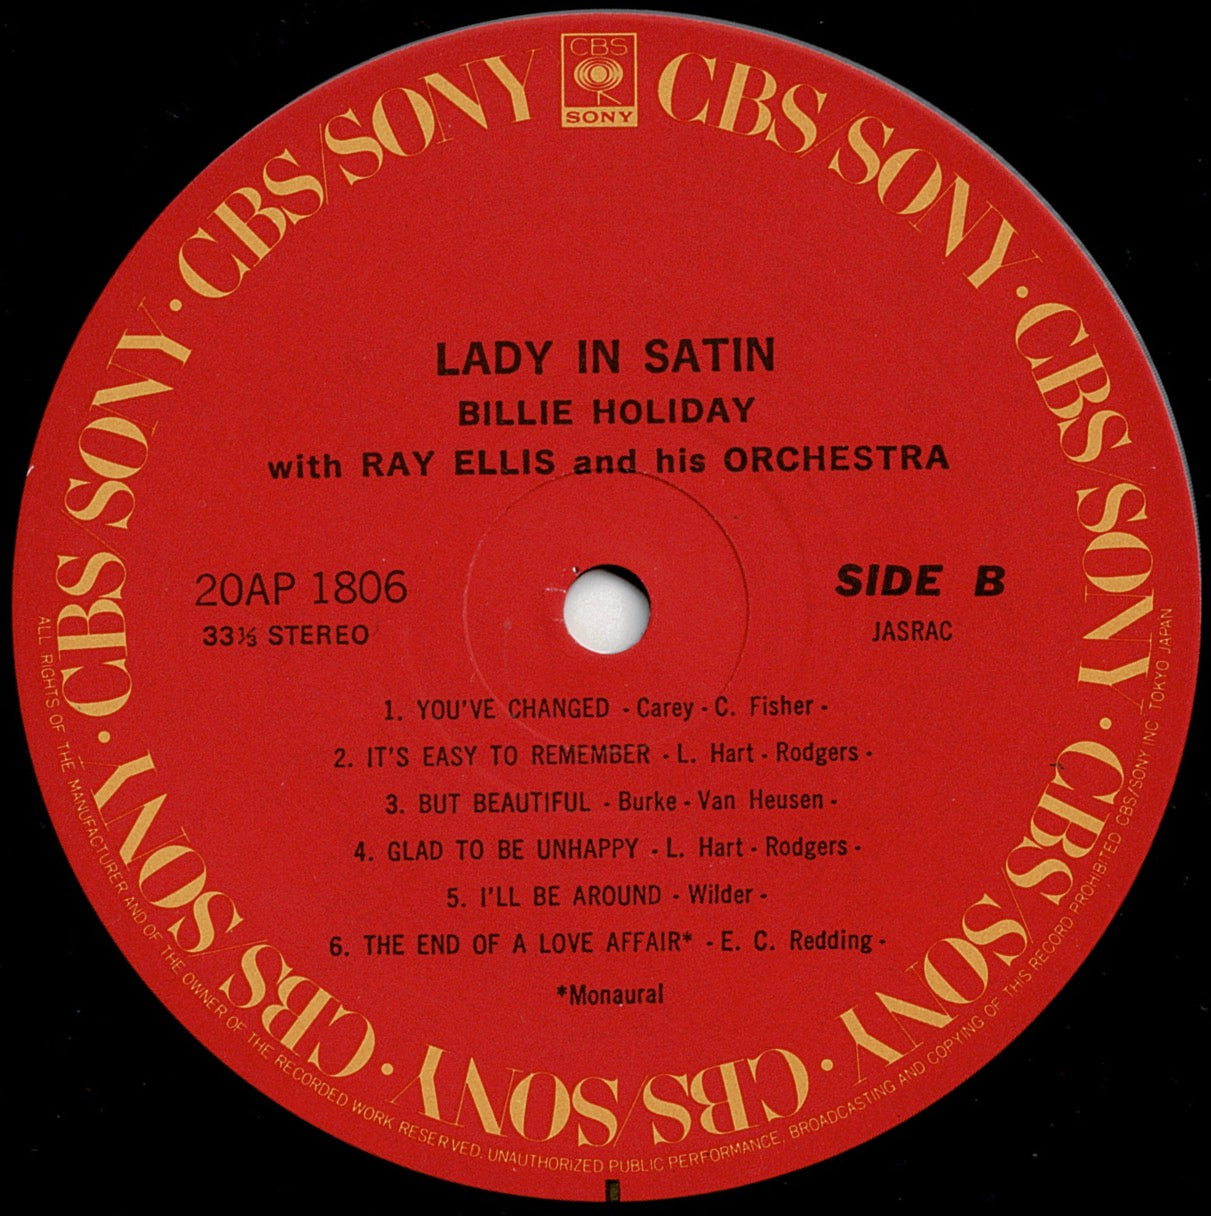 CBS
SONY
CBS/SONY · CBS/SONY · CBS/SONY · CBS/SONY · CBS/SONY · CBS/SONY · CBS/SONY
LADY IN SATIN
BILLIE HOLIDAY
with RAY ELLIS and his ORCHESTRA
20AP 1806
SIDE B
33⅓ STEREO
JASRAC
1. YOU'VE CHANGED - Carey - C. Fisher -
2. IT'S EASY TO REMEMBER - L. Hart - Rodgers -
3. BUT BEAUTIFUL - Burke - Van Heusen -
4. GLAD TO BE UNHAPPY - L. Hart - Rodgers -
5. I'LL BE AROUND - Wilder -
6. THE END OF A LOVE AFFAIR* - E. C. Redding -
*Monaural
ALL RIGHTS OF THE MANUFACTURER AND OF THE OWNER OF THE RECORDED WORK RESERVED. UNAUTHORIZED PUBLIC PERFORMANCE, BROADCASTING AND COPYING OF THIS RECORD PROHIBITED CBS/SONY INC. TOKYO JAPAN